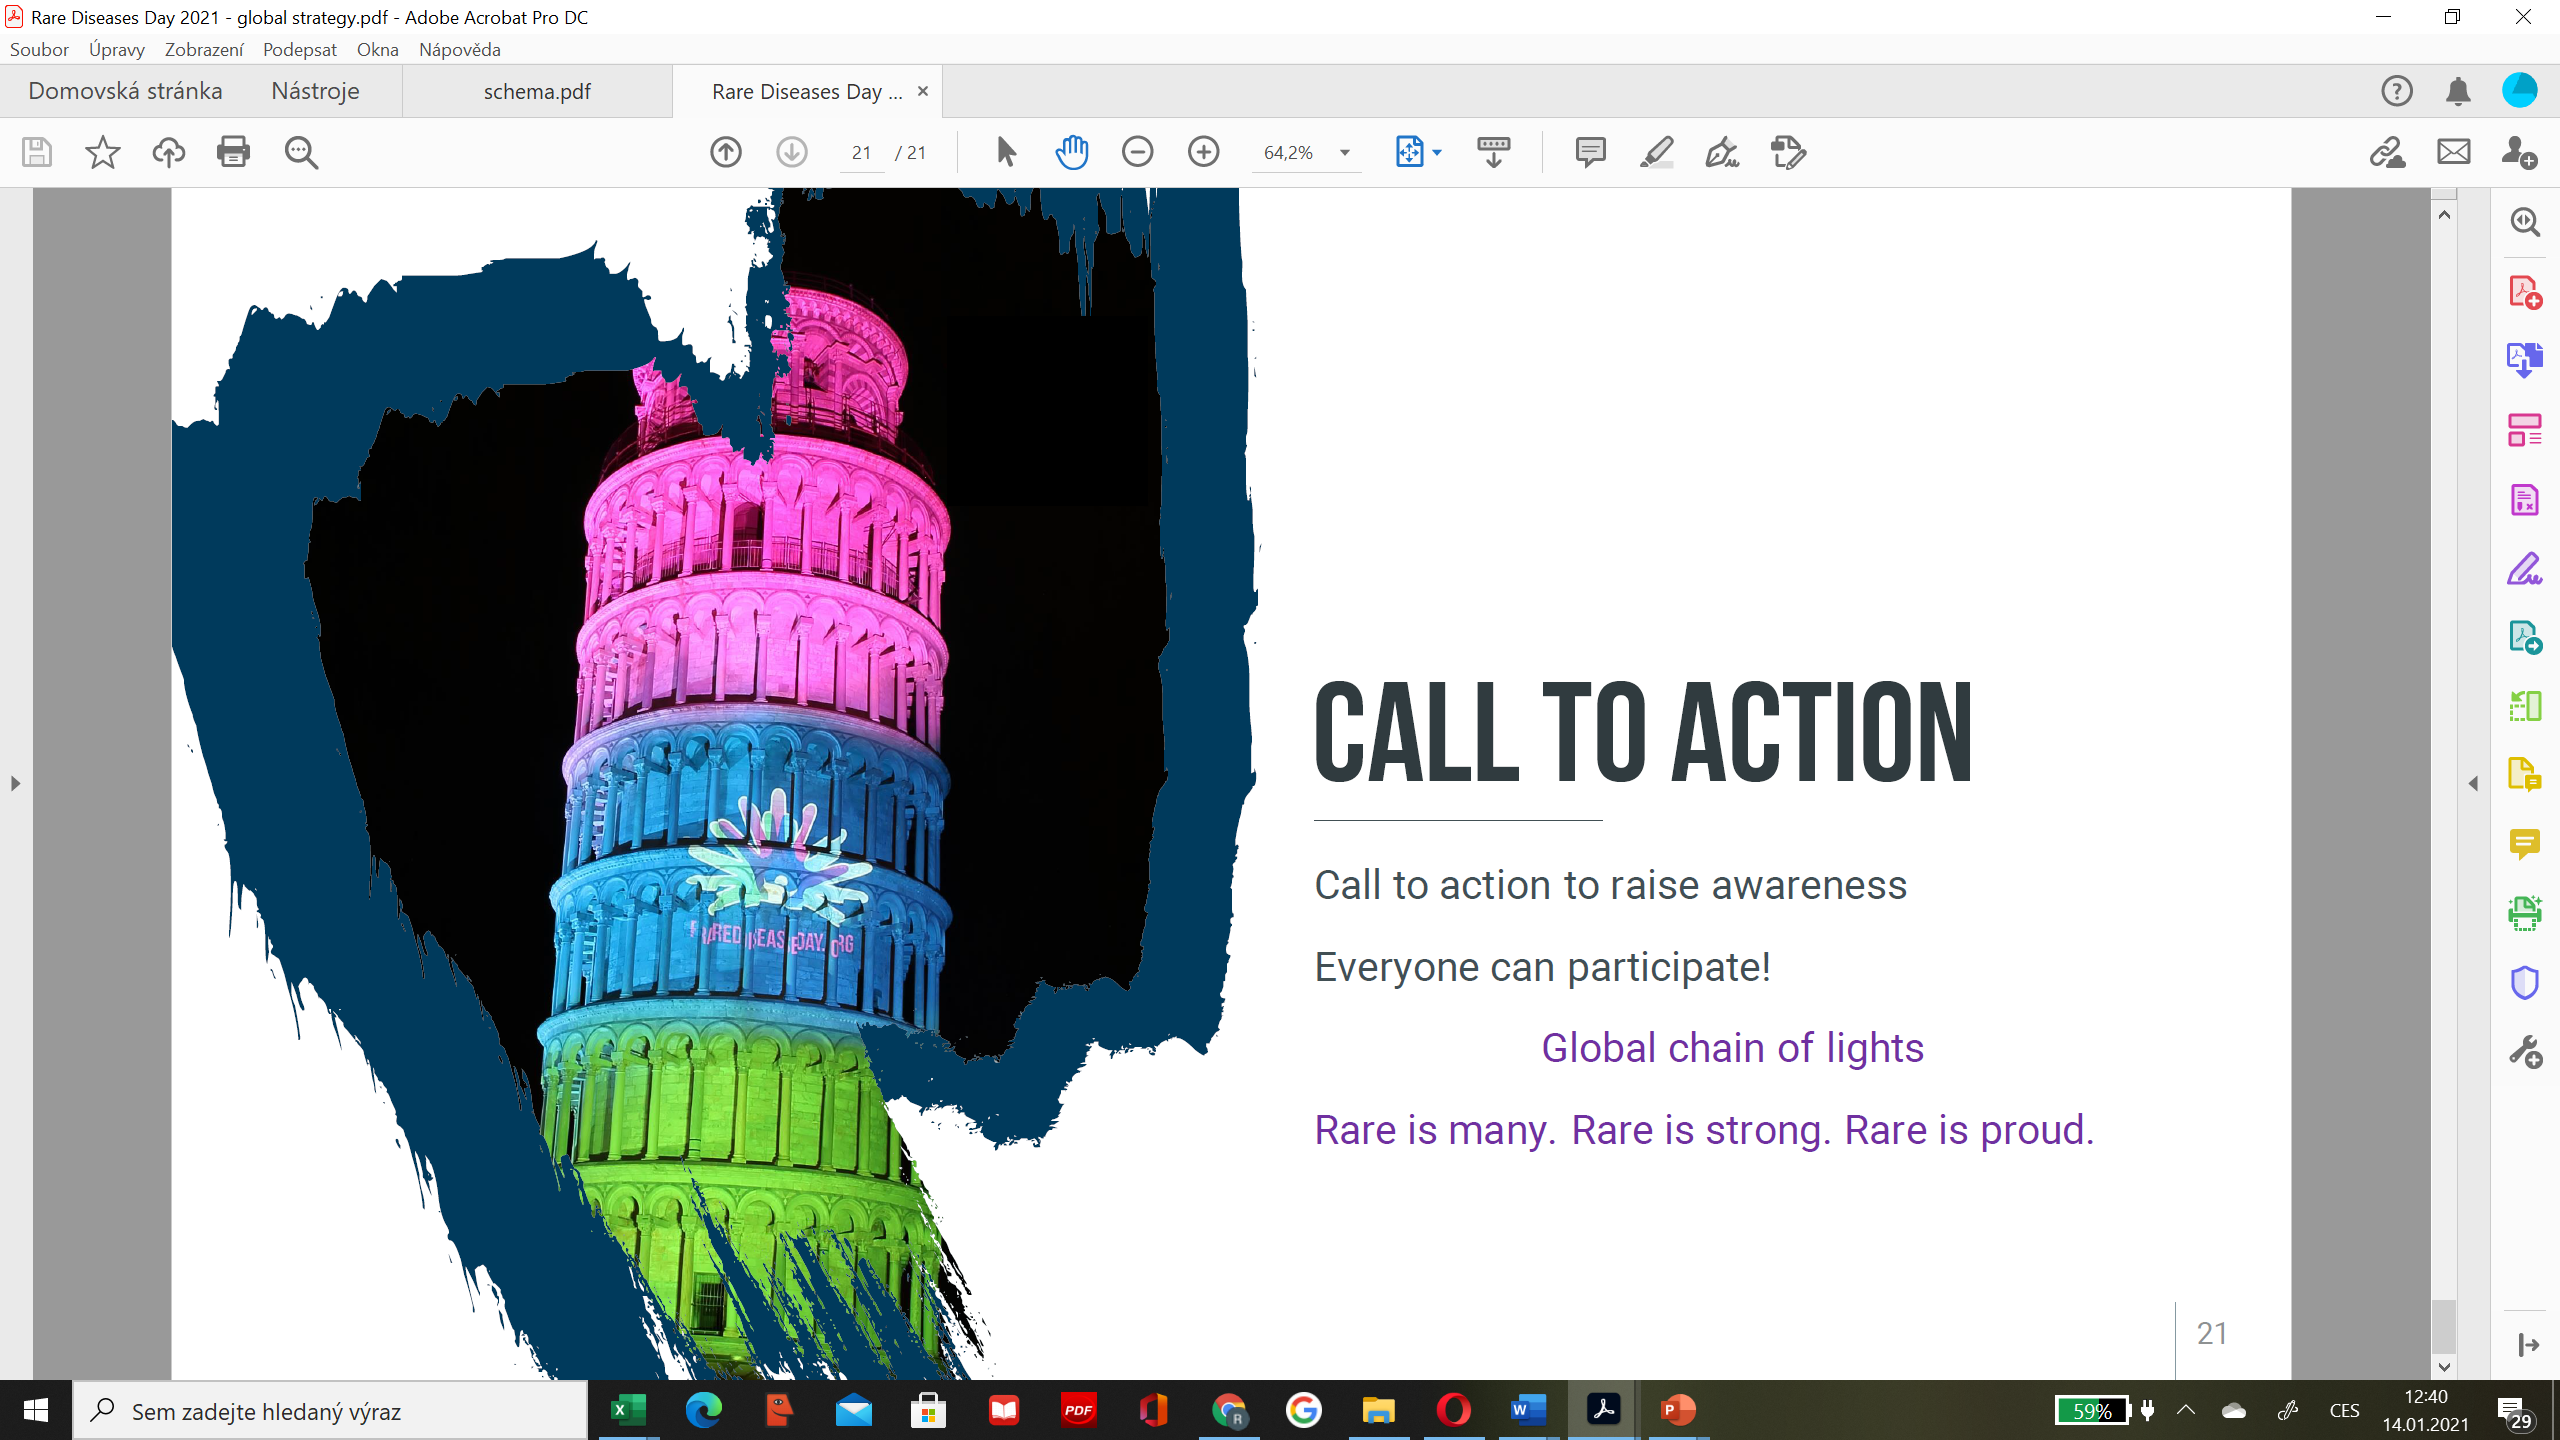 Rare Diseases Day 2021 - global strategy.pdf - Adobe Acrobat Pro DC
Soubor Úpravy Zobrazení Podepsat Okna Nápověda
Domovská stránka Nástroje schema.pdf Rare Diseases Day ...
21 / 21 64,2%
CALL TO ACTION
Call to action to raise awareness
RAREDISEASEDAY.ORG
Everyone can participate!
Global chain of lights
Rare is many. Rare is strong. Rare is proud.
21
Sem zadejte hledaný výraz
PDF
59%
CES
12:40
14.01.2021
29